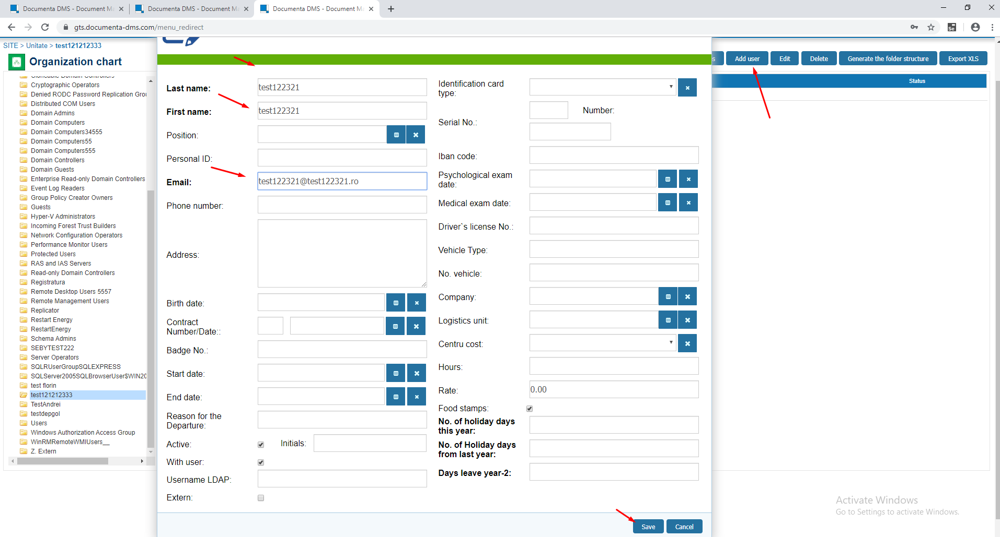 Documenta DMS - Document Ma
Documenta DMS - Document Ma
Documenta DMS - Document Ma
gts.documenta-dms.com/menu_redirect
SITE > Unitate > test121212333
Organization chart
Cloneable Domain Controllers
Cryptographic Operators
Denied RODC Password Replication Grou
Distributed COM Users
Domain Admins
Domain Computers
Domain Computers34555
Domain Computers55
Domain Computers555
Domain Controllers
Domain Guests
Enterprise Read-only Domain Controllers
Event Log Readers
Group Policy Creator Owners
Guests
Hyper-V Administrators
Incoming Forest Trust Builders
Network Configuration Operators
Performance Monitor Users
Protected Users
RAS and IAS Servers
Read-only Domain Controllers
Registratura
Remote Desktop Users 5557
Remote Management Users
Replicator
Restart Energy
RestartEnergy
Schema Admins
SEBYTEST222
Server Operators
SQLRUserGroupSQLEXPRESS
SQLServer2005SQLBrowserUser$WIN20
test florin
test121212333
TestAndrei
testdepgol
Users
Windows Authorization Access Group
WinRMRemoteWMIUsers__
Z. Extern
Last name: test122321
First name: test122321
Position:
Personal ID:
Email: test122321@test122321.ro
Phone number:
Address:
Birth date:
Contract
Number/Date::
Badge No.:
Start date:
End date:
Reason for the
Departure:
Active: Initials:
With user:
Username LDAP:
Extern:
Identification card
type:
Serial No.: Number:
Iban code:
Psychological exam
date:
Medical exam date:
Driver`s license No.:
Vehicle Type:
No. vehicle:
Company:
Logistics unit:
Centru cost:
Hours:
Rate: 0.00
Food stamps:
No. of holiday days
this year:
No. of Holiday days
from last year:
Days leave year-2:
Save Cancel
s Add user Edit Delete Generate the folder structure Export XLS
Status
Activate Windows
Go to Settings to activate Windows.